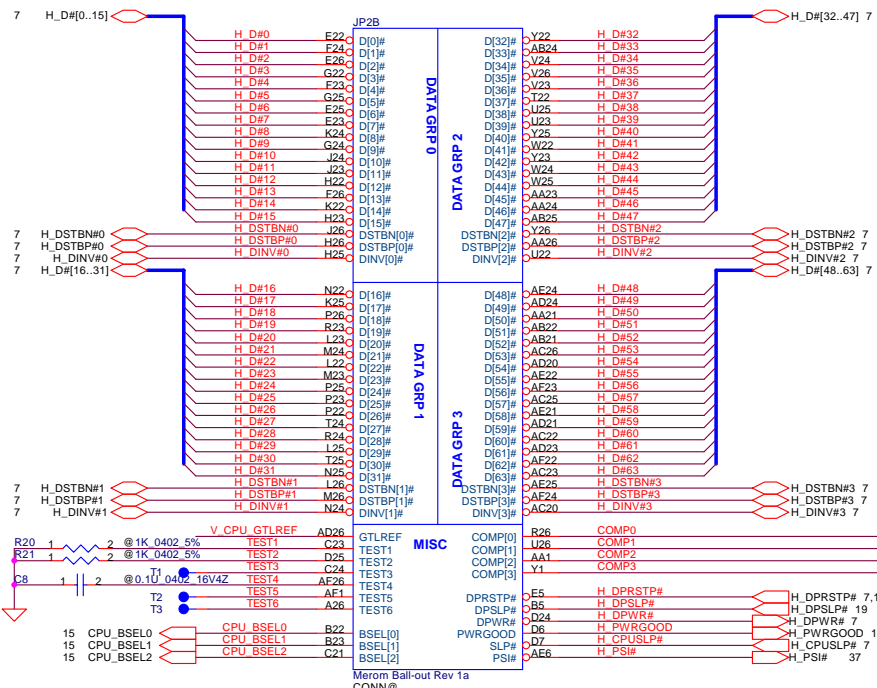 JP2B
7 H_D#[0..15] H_D#[32..47] 7
H_D#0 E22 D[0]# D[32]# Y22 H_D#32
H_D#1 F24 D[1]# D[33]# AB24 H_D#33
H_D#2 E26 D[2]# D[34]# V24 H_D#34
H_D#3 G22 D[3]# D[35]# V26 H_D#35
H_D#4 F23 D[4]# D[36]# V23 H_D#36
H_D#5 G25 D[5]# D[37]# T22 H_D#37
H_D#6 E25 D[6]# D[38]# U25 H_D#38
H_D#7 E23 D[7]# D[39]# U23 H_D#39
H_D#8 K24 D[8]# D[40]# Y25 H_D#40
H_D#9 G24 D[9]# D[41]# W22 H_D#41
H_D#10 J24 D[10]# D[42]# Y23 H_D#42
H_D#11 J23 D[11]# D[43]# W24 H_D#43
H_D#12 H22 D[12]# D[44]# W25 H_D#44
H_D#13 F26 D[13]# D[45]# AA23 H_D#45
H_D#14 K22 D[14]# D[46]# AA24 H_D#46
H_D#15 H23 D[15]# D[47]# AB25 H_D#47
7 H_DSTBN#0 H_DSTBN#0 J26 DSTBN[0]# DSTBN[2]# Y26 H_DSTBN#2 H_DSTBN#2 7
7 H_DSTBP#0 H_DSTBP#0 H26 DSTBP[0]# DSTBP[2]# AA26 H_DSTBP#2 H_DSTBP#2 7
7 H_DINV#0 H_DINV#0 H25 DINV[0]# DINV[2]# U22 H_DINV#2 H_DINV#2 7
DATA GRP 0
DATA GRP 2
7 H_D#[16..31] H_D#[48..63] 7
H_D#16 N22 D[16]# D[48]# AE24 H_D#48
H_D#17 K25 D[17]# D[49]# AD24 H_D#49
H_D#18 P26 D[18]# D[50]# AA21 H_D#50
H_D#19 R23 D[19]# D[51]# AB22 H_D#51
H_D#20 L23 D[20]# D[52]# AB21 H_D#52
H_D#21 M24 D[21]# D[53]# AC26 H_D#53
H_D#22 L22 D[22]# D[54]# AD20 H_D#54
H_D#23 M23 D[23]# D[55]# AE22 H_D#55
H_D#24 P25 D[24]# D[56]# AF23 H_D#56
H_D#25 P23 D[25]# D[57]# AC25 H_D#57
H_D#26 P22 D[26]# D[58]# AE21 H_D#58
H_D#27 T24 D[27]# D[59]# AD21 H_D#59
H_D#28 R24 D[28]# D[60]# AC22 H_D#60
H_D#29 L25 D[29]# D[61]# AD23 H_D#61
H_D#30 T25 D[30]# D[62]# AF22 H_D#62
H_D#31 N25 D[31]# D[63]# AC23 H_D#63
7 H_DSTBN#1 H_DSTBN#1 L26 DSTBN[1]# DSTBN[3]# AE25 H_DSTBN#3 H_DSTBN#3 7
7 H_DSTBP#1 H_DSTBP#1 M26 DSTBP[1]# DSTBP[3]# AF24 H_DSTBP#3 H_DSTBP#3 7
7 H_DINV#1 H_DINV#1 N24 DINV[1]# DINV[3]# AC20 H_DINV#3 H_DINV#3 7
DATA GRP 1
DATA GRP 3
V_CPU_GTLREF AD26 GTLREF MISC COMP[0] R26 COMP0
R20 1 2 @1K_0402_5% TEST1 C23 TEST1 COMP[1] U26 COMP1
R21 1 2 @1K_0402_5% TEST2 D25 TEST2 COMP[2] AA1 COMP2
T1 TEST3 C24 TEST3 COMP[3] Y1 COMP3
C8 1 2 @0.1U_0402_16V4Z TEST4 AF26 TEST4
T2 TEST5 AF1 TEST5 DPRSTP# E5 H_DPRSTP# H_DPRSTP# 7,1
T3 TEST6 A26 TEST6 DPSLP# B5 H_DPSLP# H_DPSLP# 19
DPWR# D24 H_DPWR# H_DPWR# 7
15 CPU_BSEL0 CPU_BSEL0 B22 BSEL[0] PWRGOOD D6 H_PWRGOOD H_PWRGOOD 1
15 CPU_BSEL1 CPU_BSEL1 B23 BSEL[1] SLP# D7 H_CPUSLP# H_CPUSLP# 7
15 CPU_BSEL2 CPU_BSEL2 C21 BSEL[2] PSI# AE6 H_PSI# H_PSI# 37
Merom Ball-out Rev 1a
CONN@